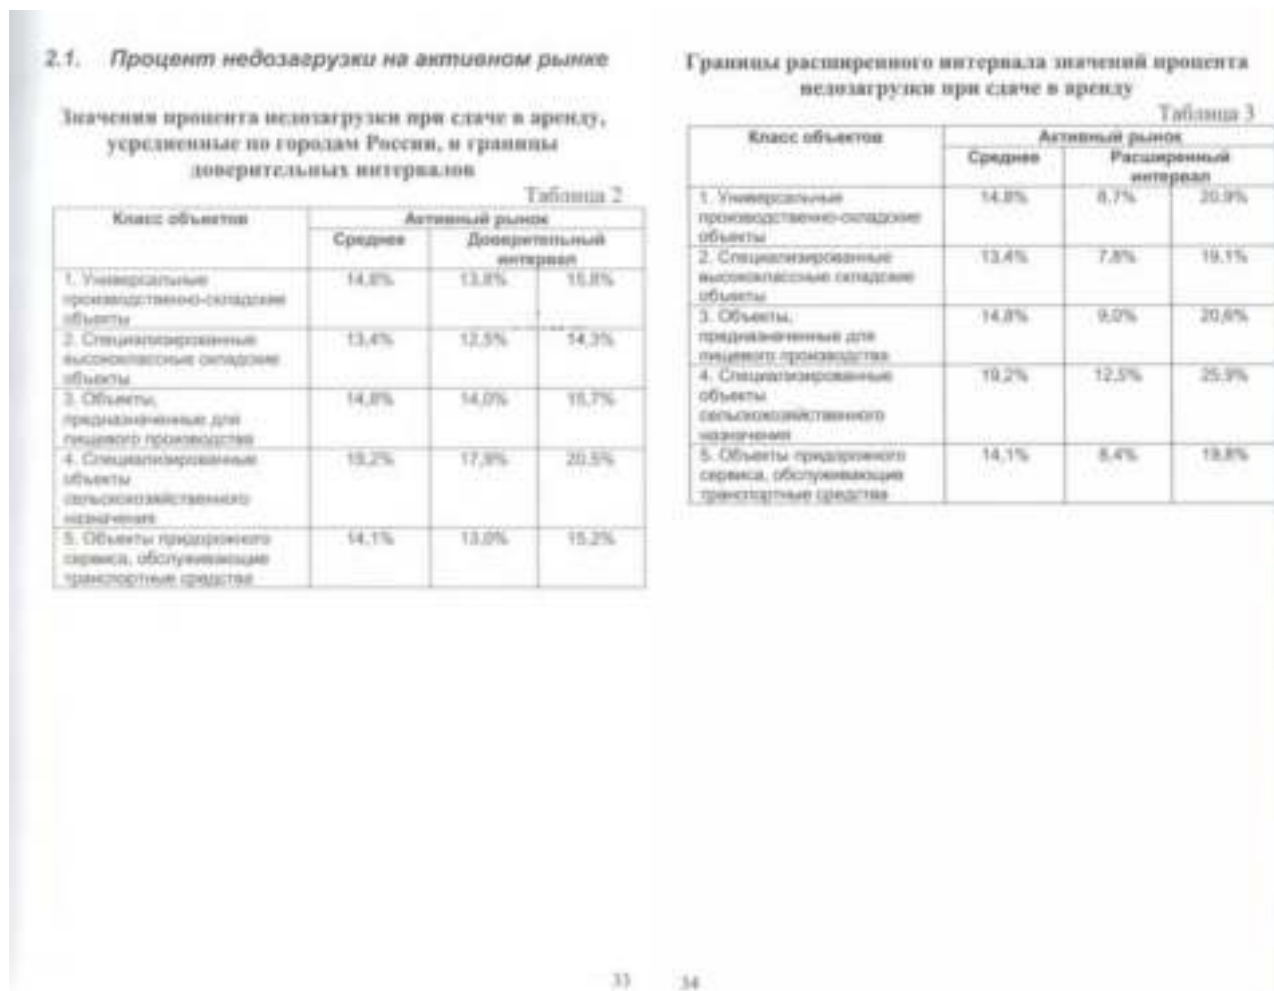 2.1. Процент недозагрузки на активном рынке
Значения процента недозагрузки при сдаче в аренду,
усредненные по городам России, и границы
доверительных интервалов
Таблица 2
Класс объектов Активный рынок
Среднее Доверительный
интервал
1. Универсальные 14,8% 13,8% 15,8%
производственно-складские
объекты
2. Специализированные 13,4% 12,5% 14,3%
высококлассные складские
объекты
3. Объекты, 14,8% 14,0% 15,7%
предназначенные для
пищевого производства
4. Специализированные 19,2% 17,9% 20,5%
объекты
сельскохозяйственного
назначения
5. Объекты придорожного 14,1% 13,0% 15,2%
сервиса, обслуживающие
транспортные средства
33
Границы расширенного интервала значений процента
недозагрузки при сдаче в аренду
Таблица 3
Класс объектов Активный рынок
Среднее Расширенный
интервал
1. Универсальные 14,8% 8,7% 20,9%
производственно-складские
объекты
2. Специализированные 13,4% 7,8% 19,1%
высококлассные складские
объекты
3. Объекты, 14,8% 9,0% 20,6%
предназначенные для
пищевого производства
4. Специализированные 19,2% 12,5% 25,9%
объекты
сельскохозяйственного
назначения
5. Объекты придорожного 14,1% 8,4% 19,8%
сервиса, обслуживающие
транспортные средства
34